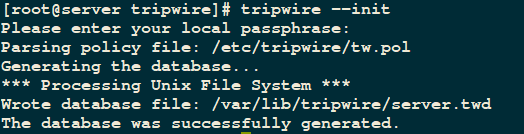 [root@server tripwire]# tripwire --init
Please enter your local passphrase:
Parsing policy file: /etc/tripwire/tw.pol
Generating the database...
*** Processing Unix File System ***
Wrote database file: /var/lib/tripwire/server.twd
The database was successfully generated.